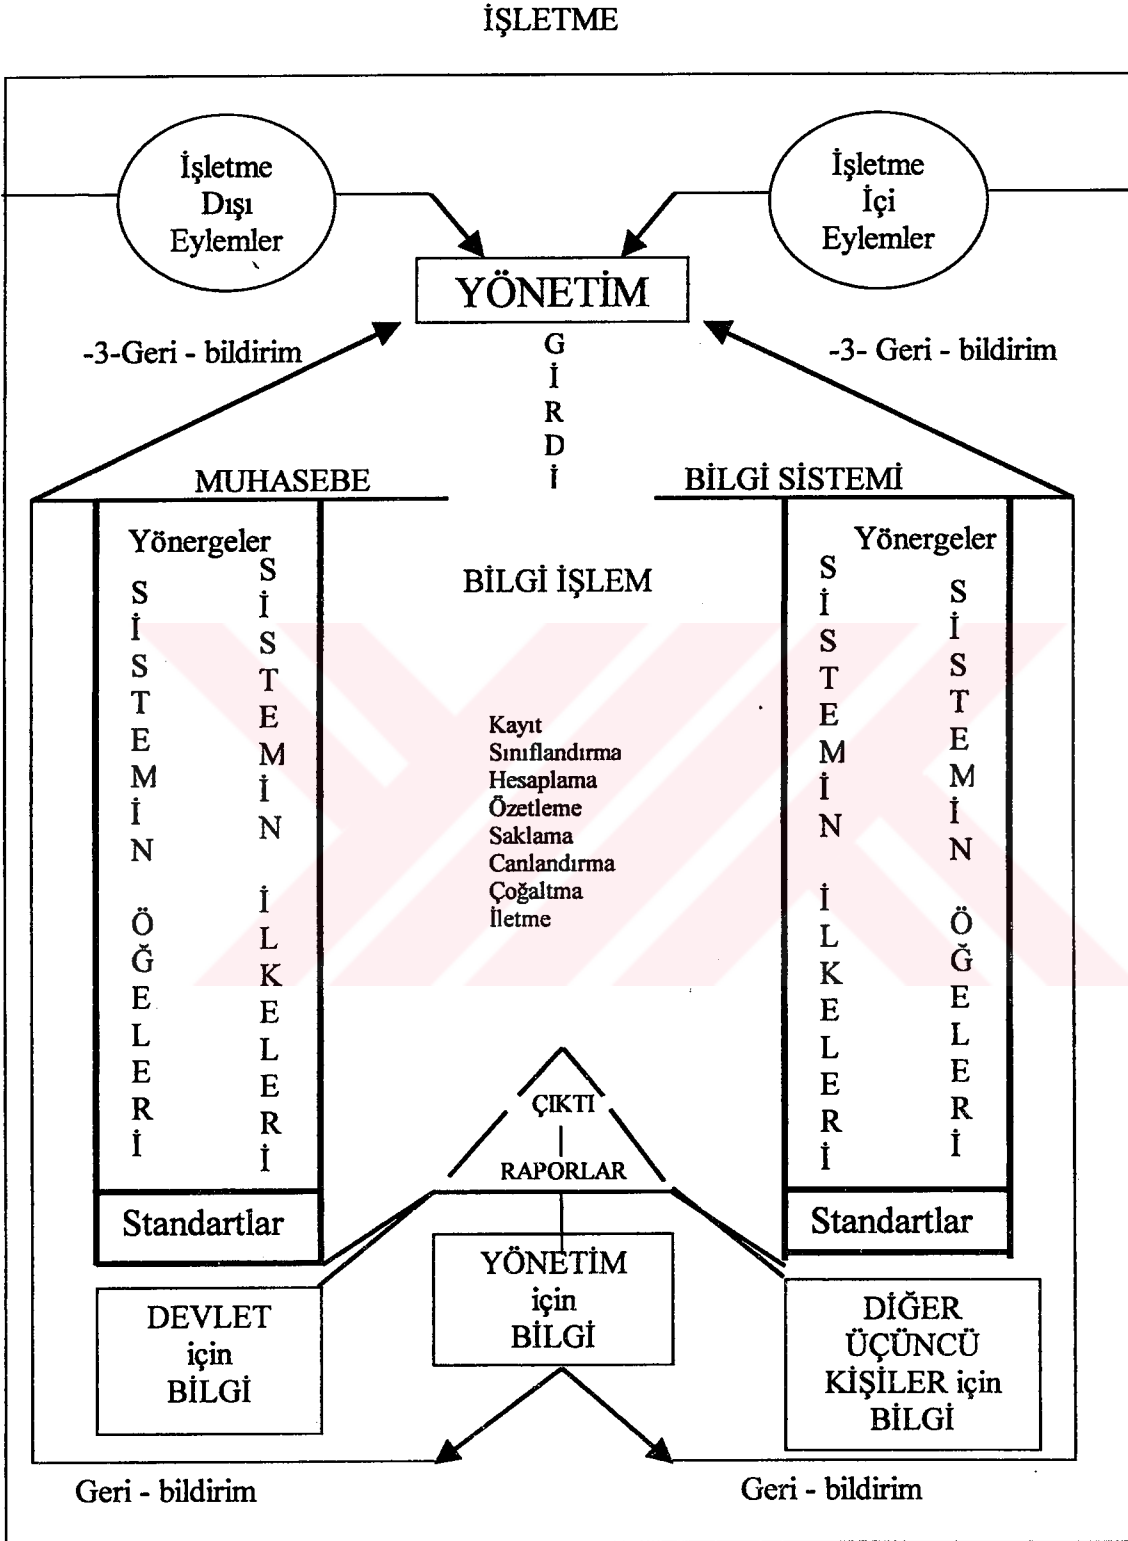 İŞLETME
İşletme
Dışı
Eylemler
İşletme
İçi
Eylemler
YÖNETİM
-3-Geri - bildirim
-3- Geri - bildirim
GİRDİ
MUHASEBE
BİLGİ SİSTEMİ
Yönergeler
SİSTEMİN ÖĞELERİ
SİSTEMİN İLKELERİ
BİLGİ İŞLEM
Kayıt
Sınıflandırma
Hesaplama
Özetleme
Saklama
Canlandırma
Çoğaltma
İletme
Yönergeler
SİSTEMİN İLKELERİ
SİSTEMİN ÖĞELERİ
ÇIKTI
RAPORLAR
Standartlar
Standartlar
DEVLET
için
BİLGİ
YÖNETİM
için
BİLGİ
DİĞER
ÜÇÜNCÜ
KİŞİLER için
BİLGİ
Geri - bildirim
Geri - bildirim